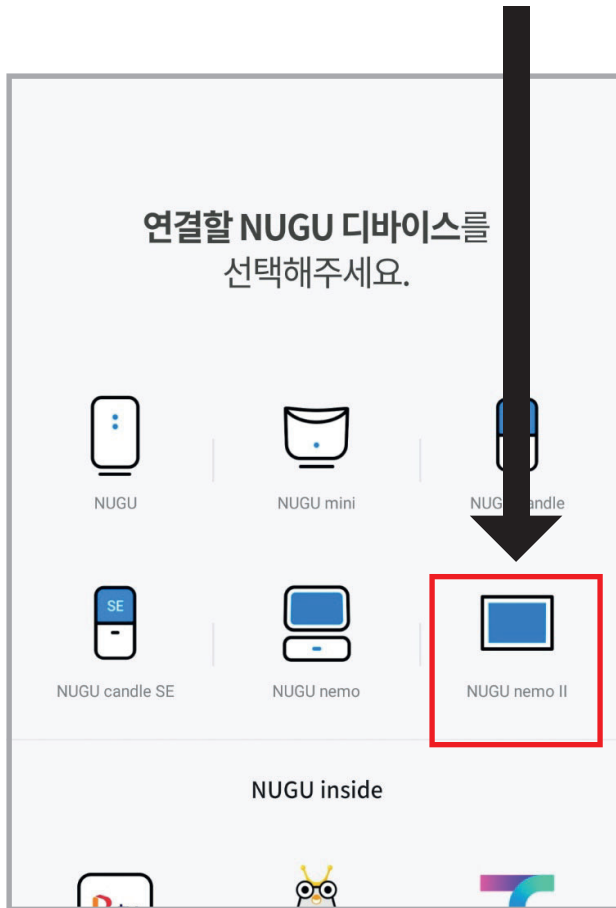 연결할 NUGU 디바이스를
선택해주세요.
NUGU
NUGU mini
SE
NUGU candle SE
NUGU nemo
NUGU nemo II
NUGU inside